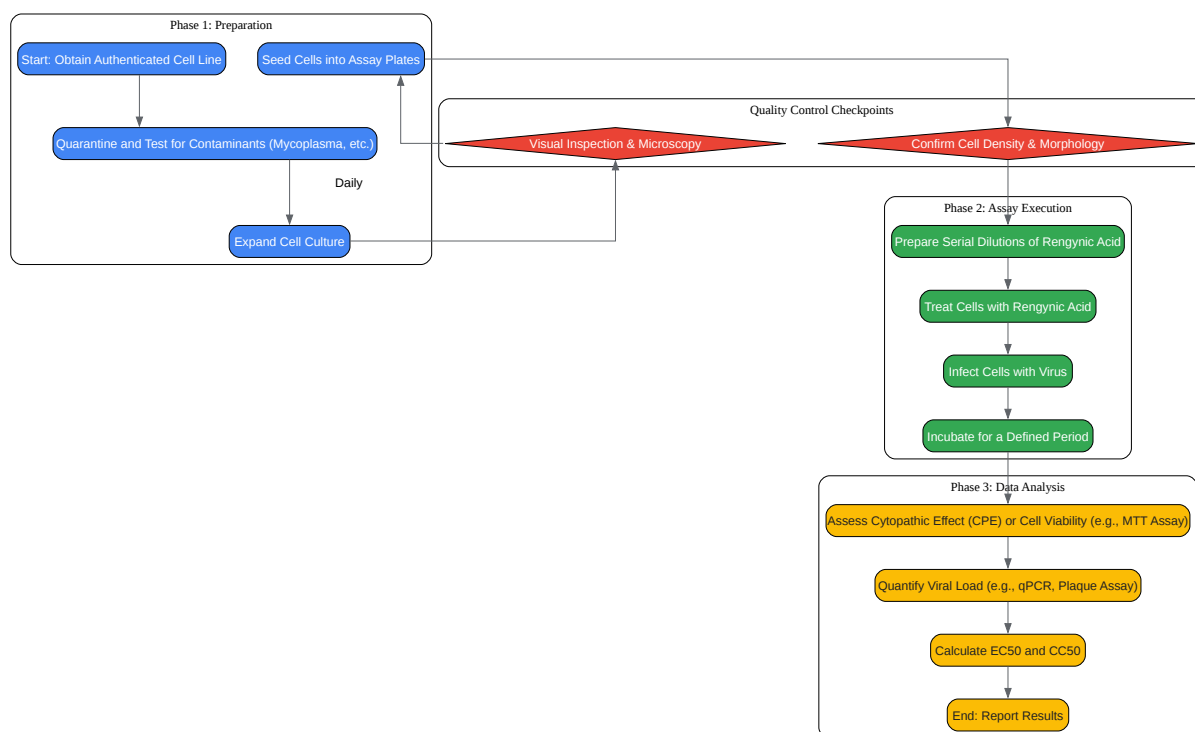 Phase 1: Preparation
Start: Obtain Authenticated Cell Line
Seed Cells into Assay Plates
Quality Control Checkpoints
Quarantine and Test for Contaminants (Mycoplasma, etc.)
Visual Inspection & Microscopy
Confirm Cell Density & Morphology
Daily
Expand Cell Culture
Phase 2: Assay Execution
Prepare Serial Dilutions of Rengynic Acid
Treat Cells with Rengynic Acid
Infect Cells with Virus
Incubate for a Defined Period
Phase 3: Data Analysis
Assess Cytopathic Effect (CPE) or Cell Viability (e.g., MTT Assay)
Quantify Viral Load (e.g., qPCR, Plaque Assay)
Calculate EC50 and CC50
End: Report Results